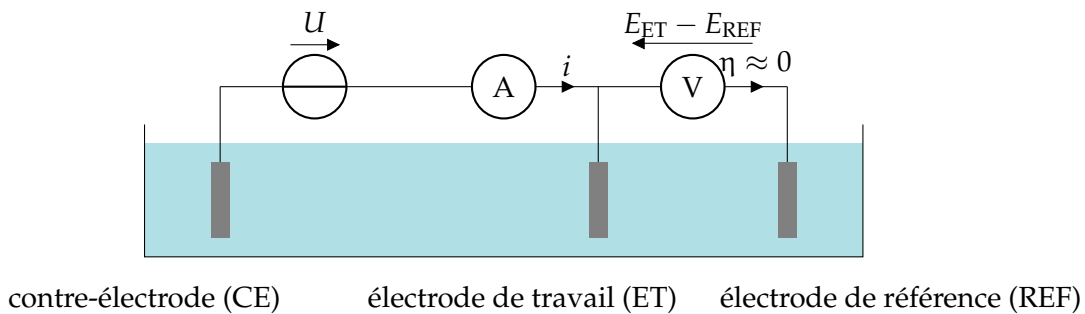 U
E_ET − E_REF
A
i
V
η ≈ 0
contre-électrode (CE)
électrode de travail (ET)
électrode de référence (REF)